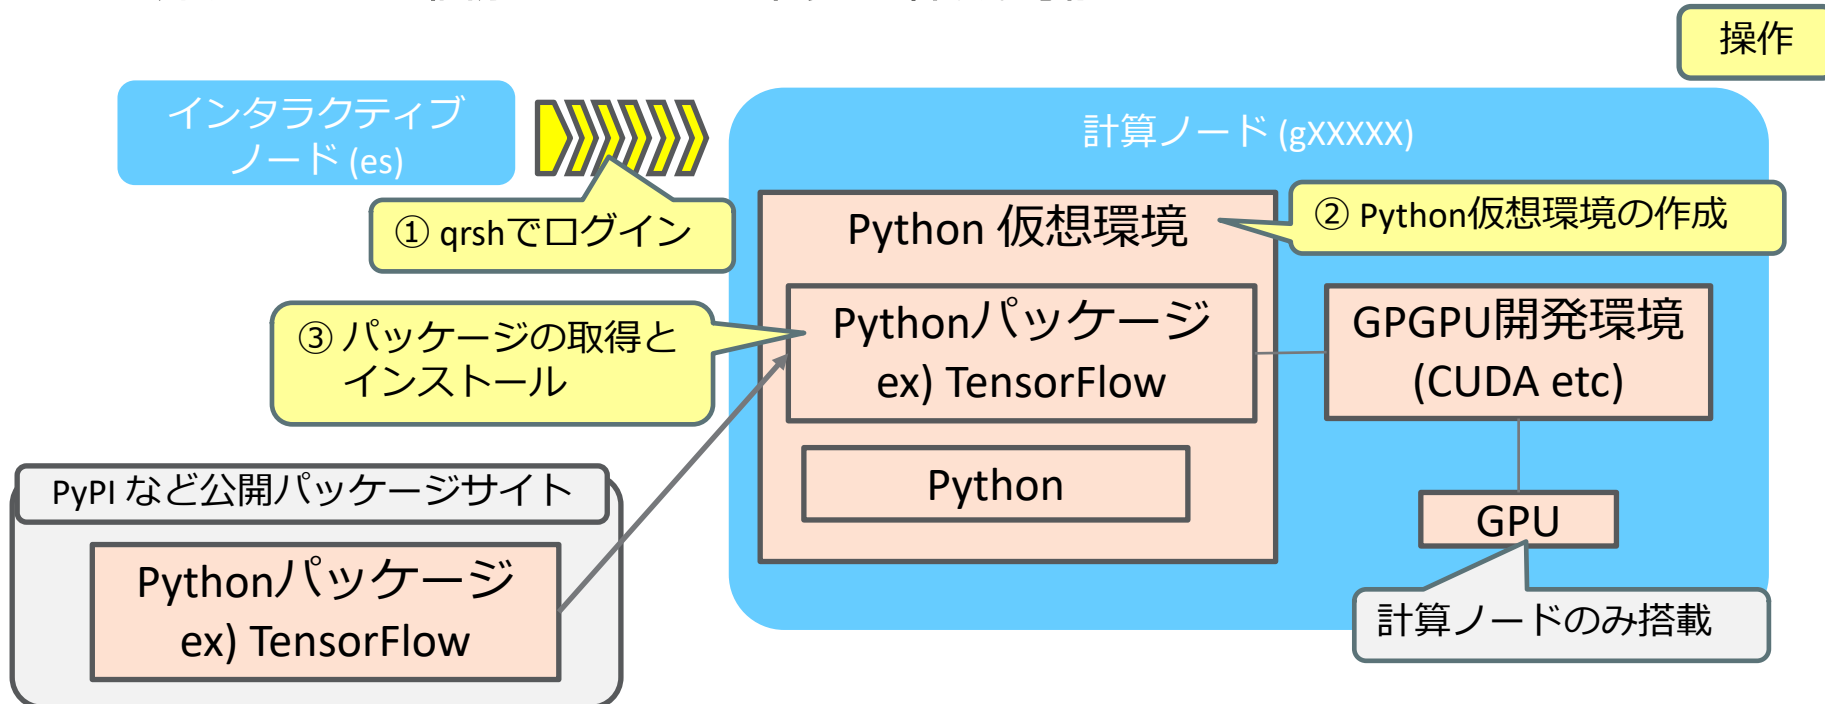 操作
インタラクティブ
ノード (es)
計算ノード (gXXXXX)
① qrshでログイン
Python 仮想環境
② Python仮想環境の作成
③ パッケージの取得と
インストール
Pythonパッケージ
ex) TensorFlow
GPGPU開発環境
(CUDA etc)
Python
GPU
計算ノードのみ搭載
PyPI など公開パッケージサイト
Pythonパッケージ
ex) TensorFlow